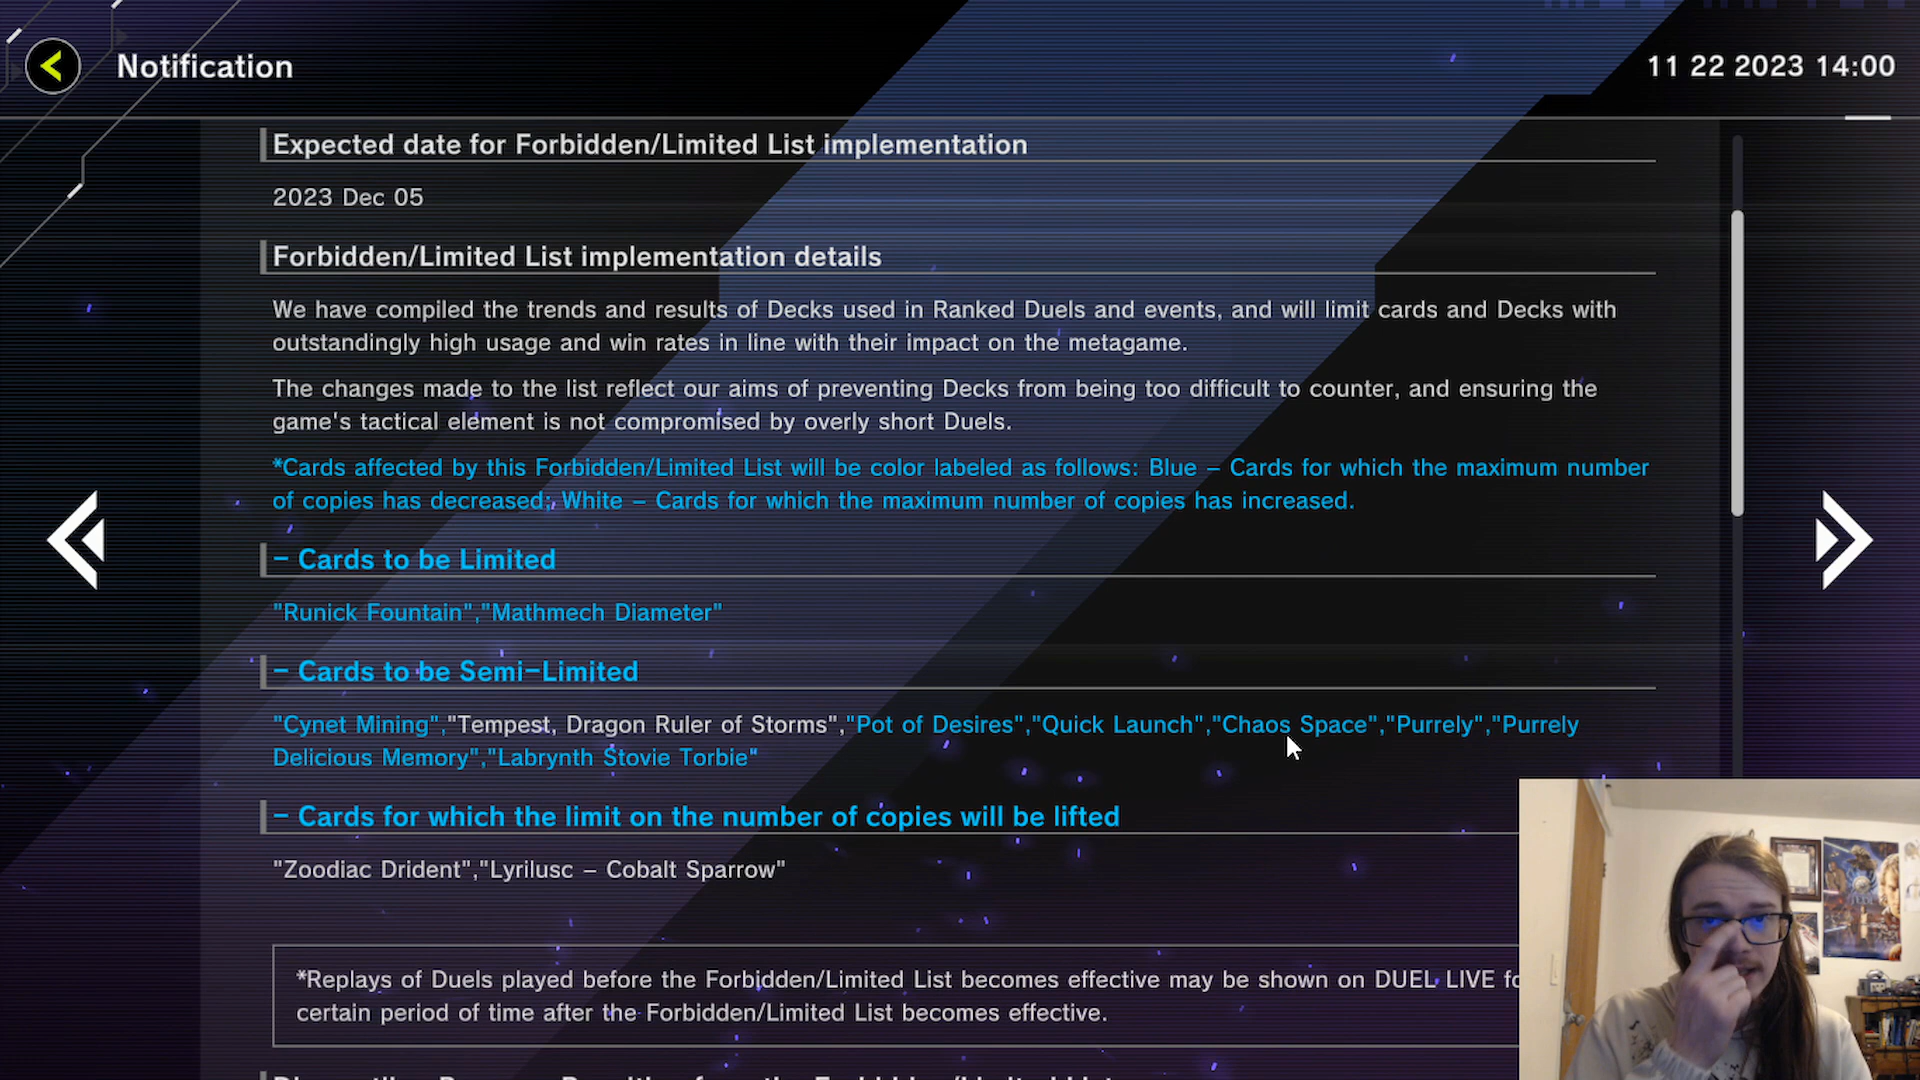 Notification
11 22 2023 14:00
Expected date for Forbidden/Limited List implementation
2023 Dec 05
Forbidden/Limited List implementation details
We have compiled the trends and results of Decks used in Ranked Duels and events, and will limit cards and Decks with
outstandingly high usage and win rates in line with their impact on the metagame.
The changes made to the list reflect our aims of preventing Decks from being too difficult to counter, and ensuring the
game's tactical element is not compromised by overly short Duels.
*Cards affected by this Forbidden/Limited List will be color labeled as follows: Blue – Cards for which the maximum number
of copies has decreased; White – Cards for which the maximum number of copies has increased.
– Cards to be Limited
"Runick Fountain","Mathmech Diameter"
– Cards to be Semi-Limited
"Cynet Mining","Tempest, Dragon Ruler of Storms","Pot of Desires","Quick Launch","Chaos Space","Purrely","Purrely
Delicious Memory","Labrynth Stovie Torbie"
– Cards for which the limit on the number of copies will be lifted
"Zoodiac Drident","Lyrilusc – Cobalt Sparrow"
*Replays of Duels played before the Forbidden/Limited List becomes effective may be shown on DUEL LIVE
certain period of time after the Forbidden/Limited List becomes effective.